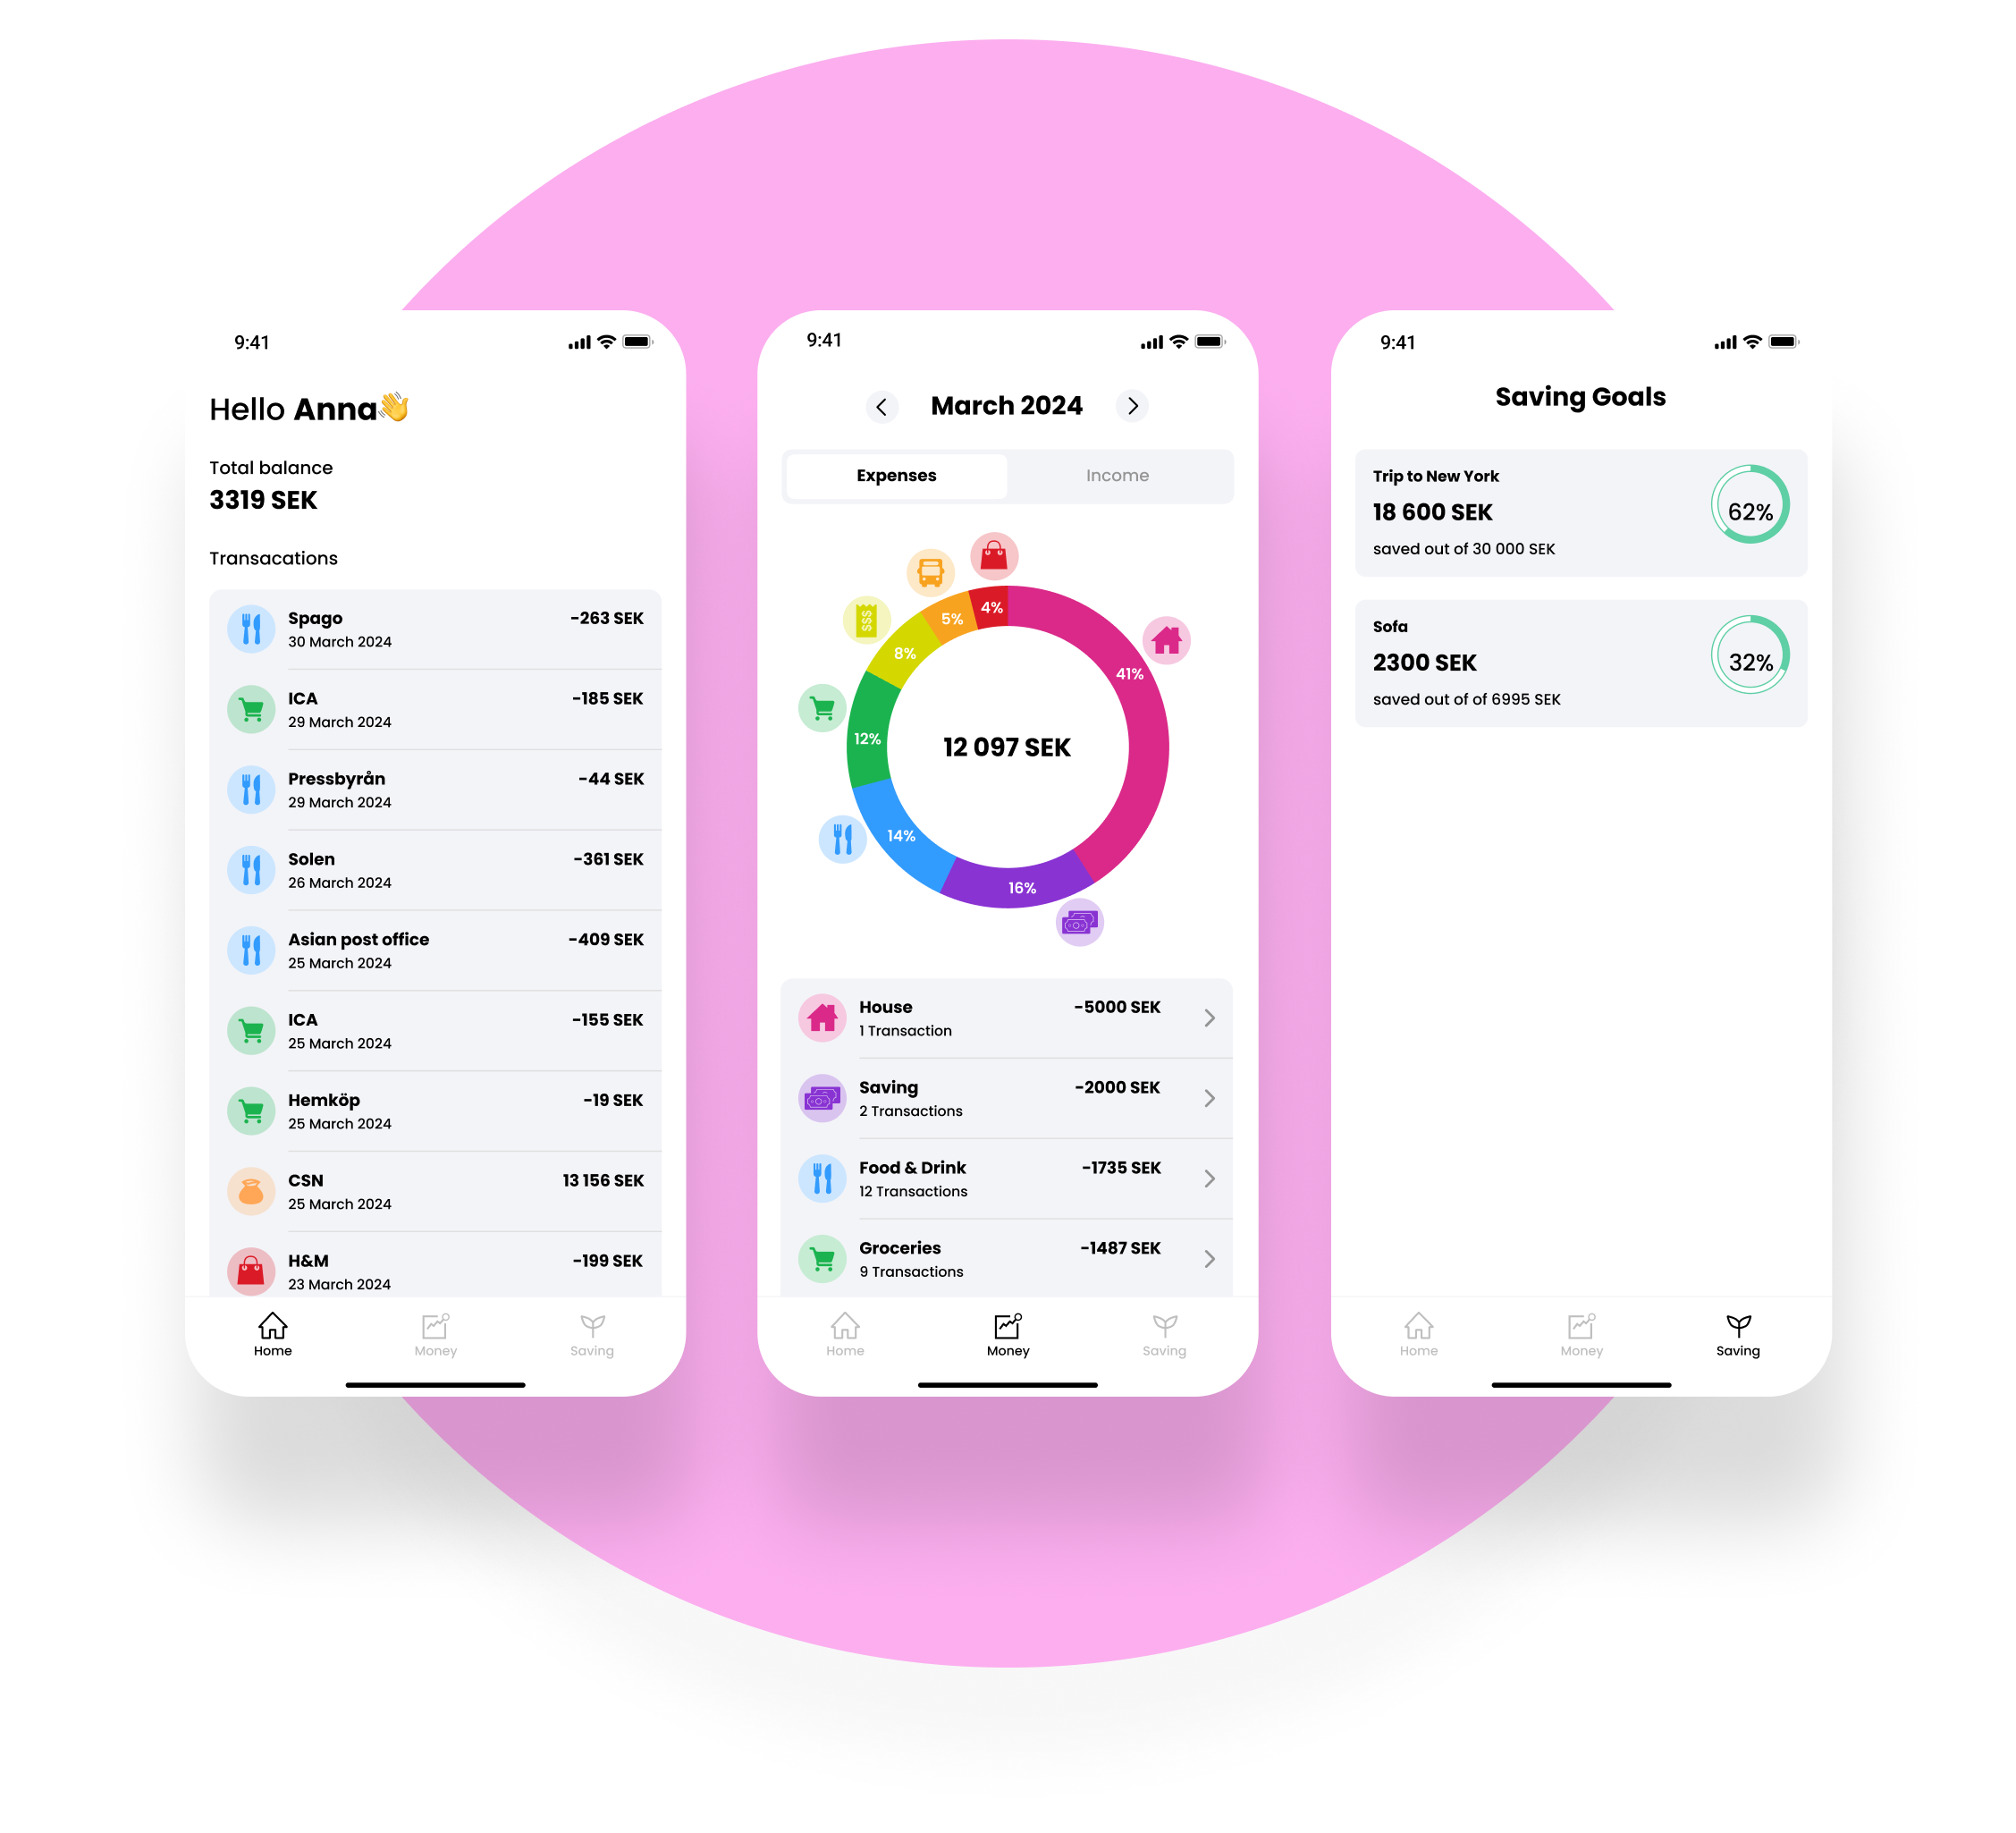 9:41
Hello Anna👋
Total balance
3319 SEK
Transacations
Spago
-263 SEK
30 March 2024
ICA
-185 SEK
29 March 2024
Pressbyrån
-44 SEK
29 March 2024
Solen
-361 SEK
26 March 2024
Asian post office
-409 SEK
25 March 2024
ICA
-155 SEK
25 March 2024
Hemköp
-19 SEK
25 March 2024
CSN
13 156 SEK
25 March 2024
H&M
-199 SEK
23 March 2024
Home
Money
Saving
9:41
March 2024
Expenses
Income
$$$
4%
5%
8%
41%
12%
12 097 SEK
14%
16%
House
-5000 SEK
1 Transaction
Saving
-2000 SEK
2 Transactions
Food & Drink
-1735 SEK
12 Transactions
Groceries
-1487 SEK
9 Transactions
Home
Money
Saving
9:41
Saving Goals
Trip to New York
18 600 SEK
62%
saved out of 30 000 SEK
Sofa
2300 SEK
32%
saved out of of 6995 SEK
Home
Money
Saving